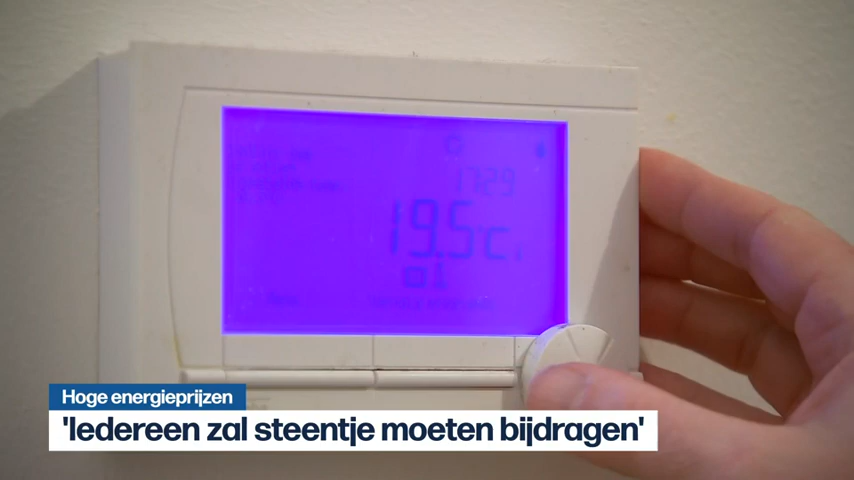 17:29
19.5°C
Hoge energieprijzen
'Iedereen zal steentje moeten bijdragen'